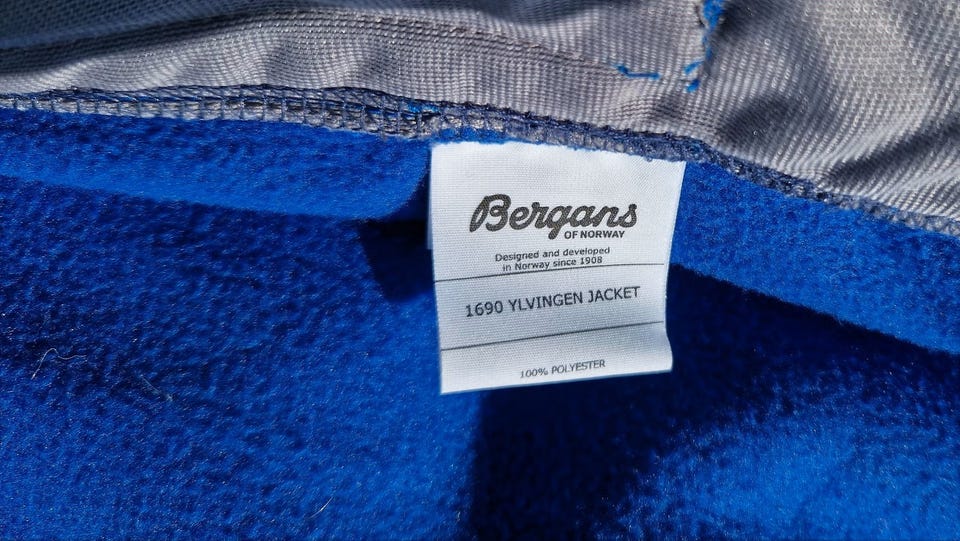 Bergans
OF NORWAY
Designed and developed
in Norway since 1908
1690 YLVINGEN JACKET
100% POLYESTER